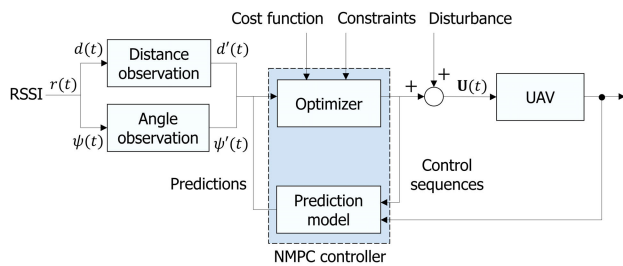 Cost function
Constraints
Disturbance
d(t)
Distance
observation
d′(t)
RSSI
r(t)
ψ(t)
Angle
observation
ψ′(t)
Optimizer
+
+
U(t)
UAV
Predictions
Control
sequences
Prediction
model
NMPC controller